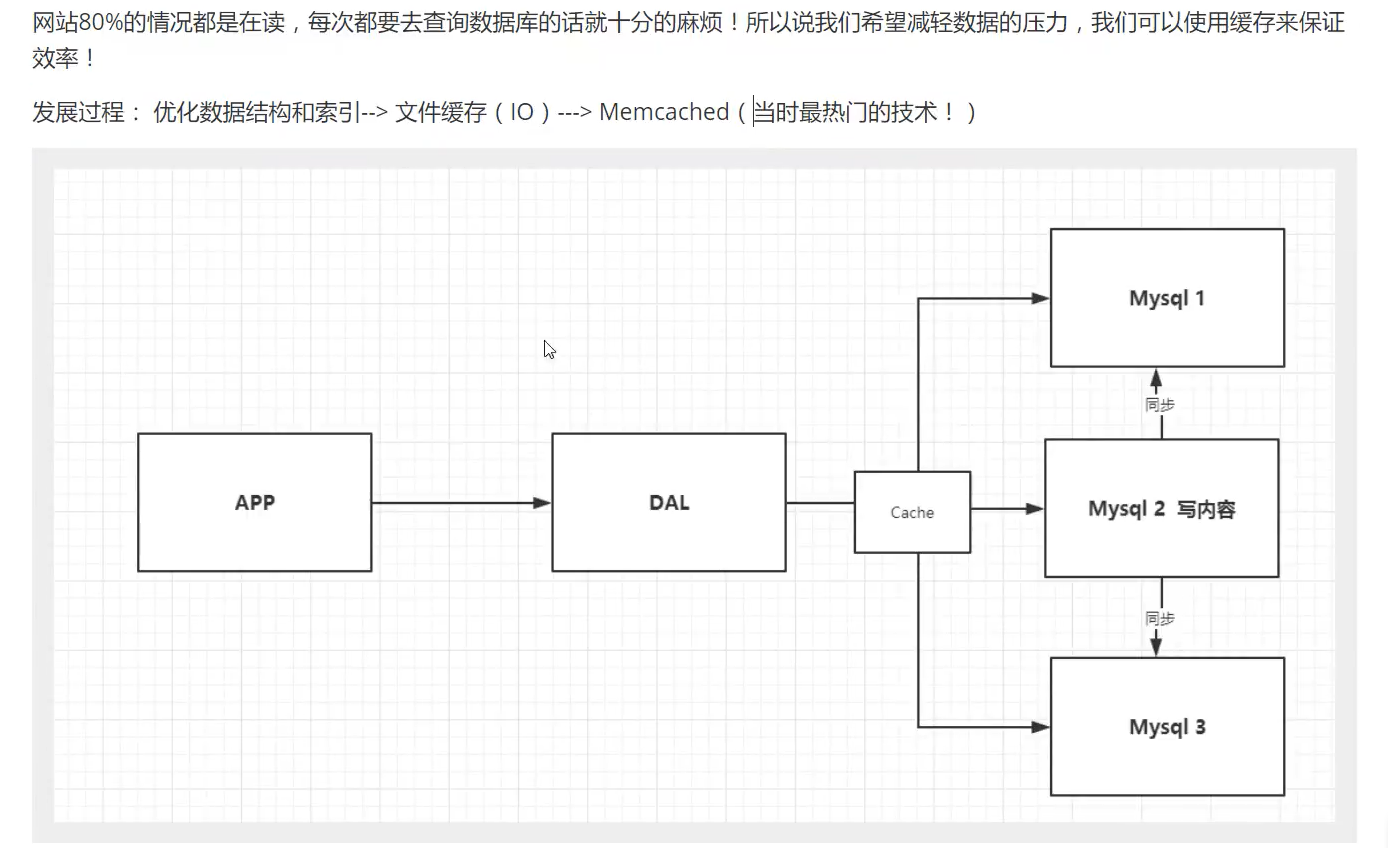 网站80%的情况都是在读，每次都要去查询数据库的话就十分的麻烦！所以说我们希望减轻数据的压力，我们可以使用缓存来保证
效率！
发展过程： 优化数据结构和索引--> 文件缓存（IO）---> Memcached（当时最热门的技术！）
Mysql 1
同步
APP
DAL
Cache
Mysql 2 写内容
同步
Mysql 3